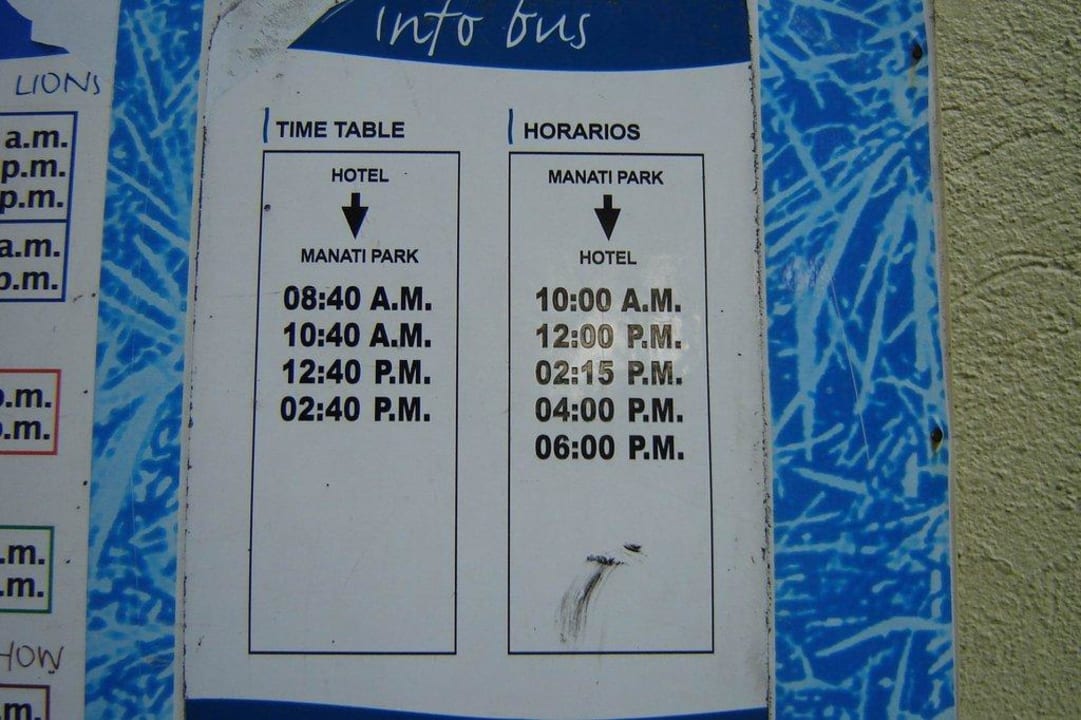 Info bus
LIONS
a.m.
p.m.
p.m.
a.m.
p.m.
p.m.
.m.
.m.
.m.
HOW
.m.
TIME TABLE
HOTEL
MANATI PARK
08:40 A.M.
10:40 A.M.
12:40 P.M.
02:40 P.M.
HORARIOS
MANATI PARK
HOTEL
10:00 A.M.
12:00 P.M.
02:15 P.M.
04:00 P.M.
06:00 P.M.